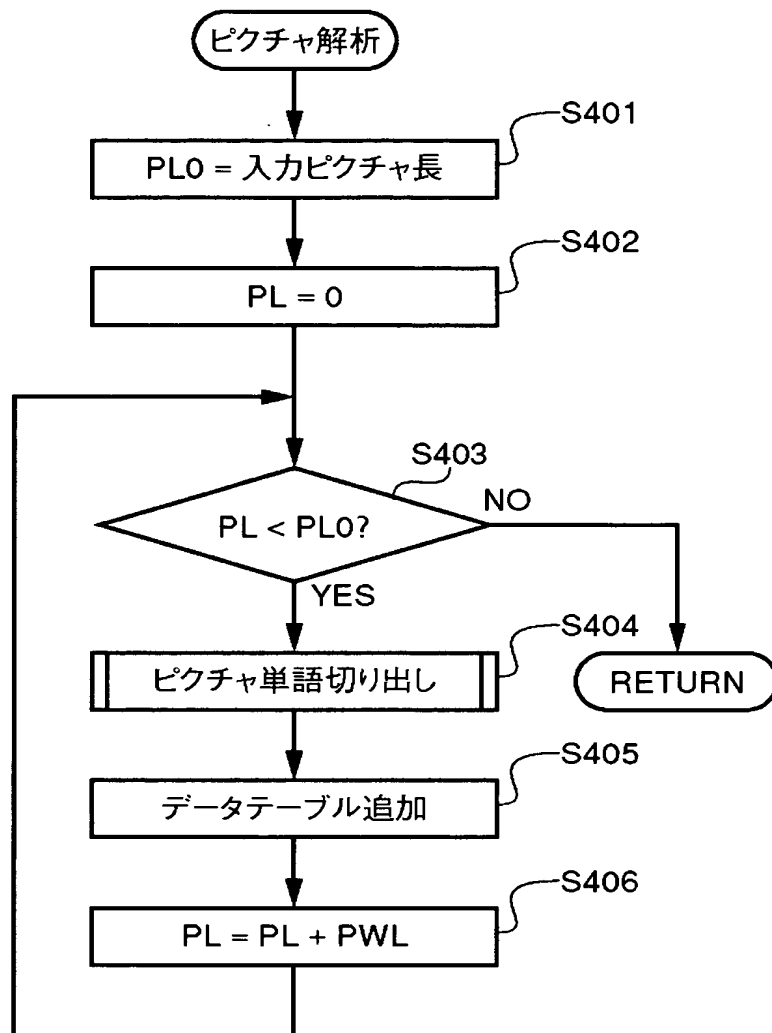 ピクチャ解析
S401
PL0 = 入力ピクチャ長
S402
PL = 0
S403
PL < PL0?
NO
YES
S404
ピクチャ単語切り出し
RETURN
S405
データテーブル追加
S406
PL = PL + PWL